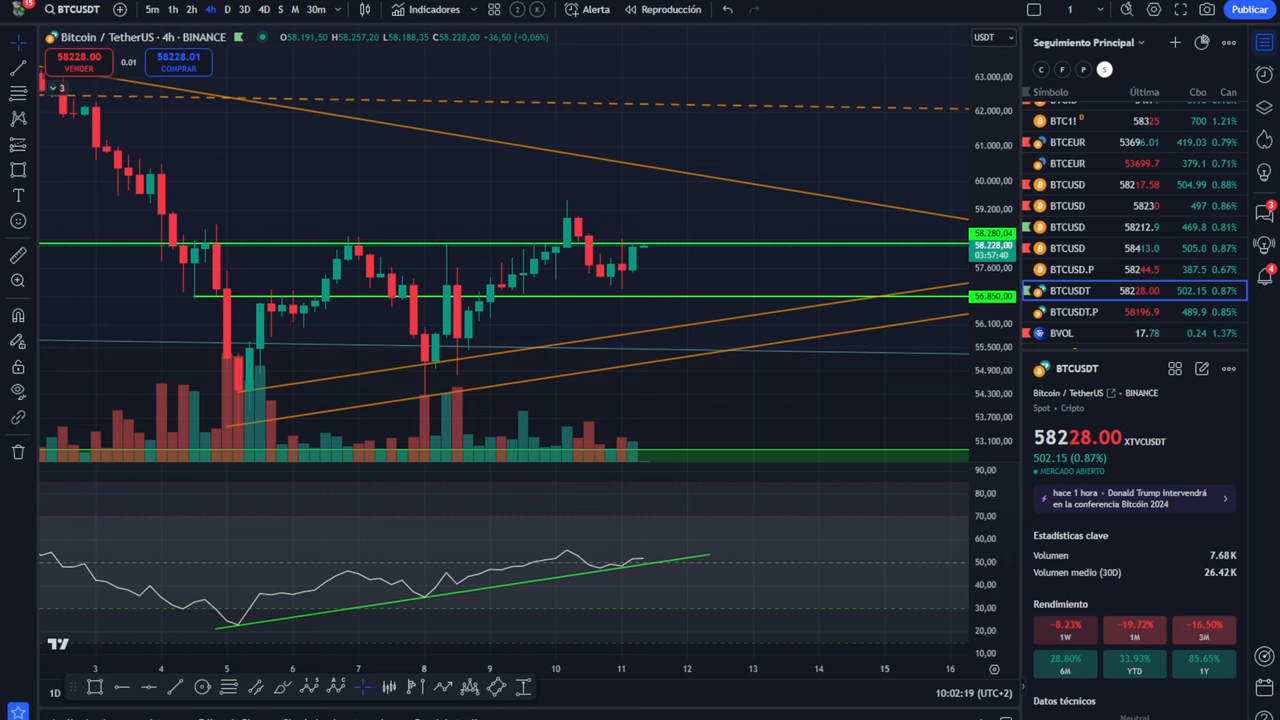 15
BTCUSDT
5m 1h 2h 4h D 3D 4D S M 30m
Indicadores
Alerta
Reproducción
1
Publicar
Bitcoin / TetherUS · 4h · BINANCE
O58.191,50 H58.257,20 L58.188,35 C58.228,00 +36,50 (+0,06%)
58228.00
VENDER
0.01
58228.01
COMPRAR
3
USDT
63.000,00
62.000,00
61.000,00
60.000,00
59.200,00
58.280,04
58.228,00
03:57:40
57.600,00
56.850,00
56.100,00
55.500,00
54.900,00
54.300,00
53.700,00
53.100,00
90,00
80,00
70,00
60,00
50,00
40,00
30,00
20,00
10,00
3 4 5 6 7 8 9 10 11 12 13 14 15 16
1D
10:02:19 (UTC+2)
Seguimiento Principal
C F P S
Símbolo Última Cbo Can
BTC1! D 58325 700 1.21%
BTCEUR 53696.01 419.03 0.79%
BTCEUR 53699.7 379.1 0.71%
BTCUSD 58217.58 504.99 0.88%
BTCUSD 58230 497 0.86%
BTCUSD 58212.9 469.8 0.81%
BTCUSD 58413.0 505.0 0.87%
BTCUSD.P 58244.5 387.5 0.67%
BTCUSDT 58228.00 502.15 0.87%
BTCUSDT.P 58196.9 489.9 0.85%
BVOL 17.78 0.24 1.37%
BTCUSDT
Bitcoin / TetherUS · BINANCE
Spot · Cripto
58228.00 XTVCUSDT
502.15 (0.87%)
MERCADO ABIERTO
hace 1 hora · Donald Trump intervendrá
en la conferencia Bitcóin 2024
Estadísticas clave
Volumen 7.68K
Volumen medio (30D) 26.42K
Rendimiento
−8.23% −19.72% −16.50%
1W 1M 3M
28.80% 33.93% 85.65%
6M YTD 1Y
Datos técnicos
Neutral
3
4